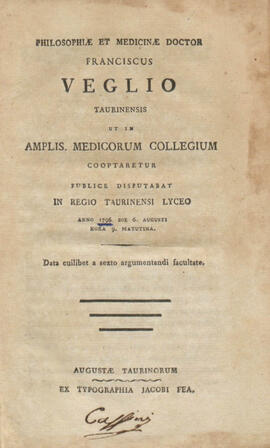 PHILOSOPHIÆ ET MEDICINÆ DOCTOR
FRANCISCUS
VEGLIO
TAURINENSIS
UT IN
AMPLIS. MEDICORUM COLLEGIUM
COOPTARETUR
PUBLICE DISPUTABAT
IN REGIO TAURINENSI LYCEO
ANNO 1796. DIE 6. AUGUSTI
HORA 9. MATUTINA.
Data cuilibet a sexto argumentandi facultate.
AUGUSTÆ TAURINORUM
EX TYPOGRAPHIA JACOBI FEA.